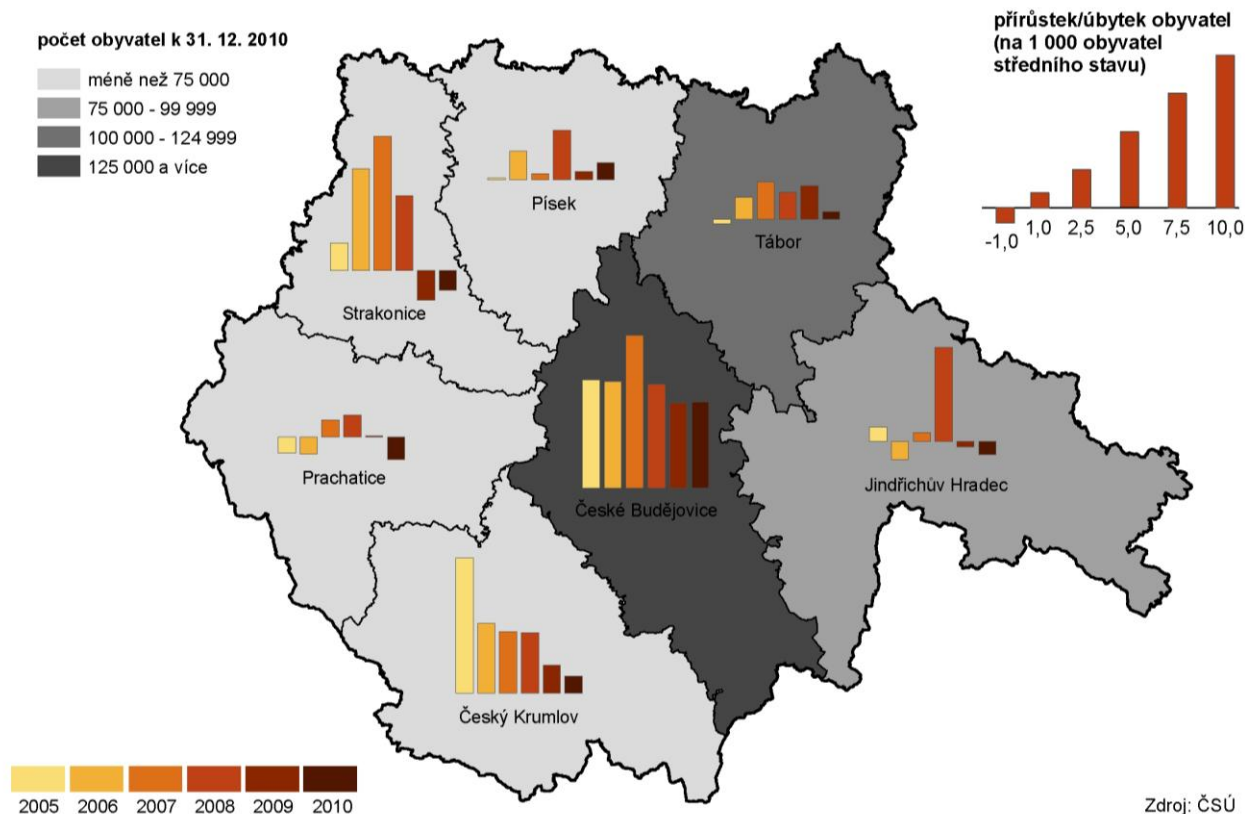 počet obyvatel k 31. 12. 2010
méně než 75 000
75 000 - 99 999
100 000 - 124 999
125 000 a více
přírůstek/úbytek obyvatel
(na 1 000 obyvatel
středního stavu)
-1,0 1,0 2,5 5,0 7,5 10,0
Písek
Tábor
Strakonice
Prachatice
Jindřichův Hradec
České Budějovice
Český Krumlov
2005 2006 2007 2008 2009 2010
Zdroj: ČSÚ